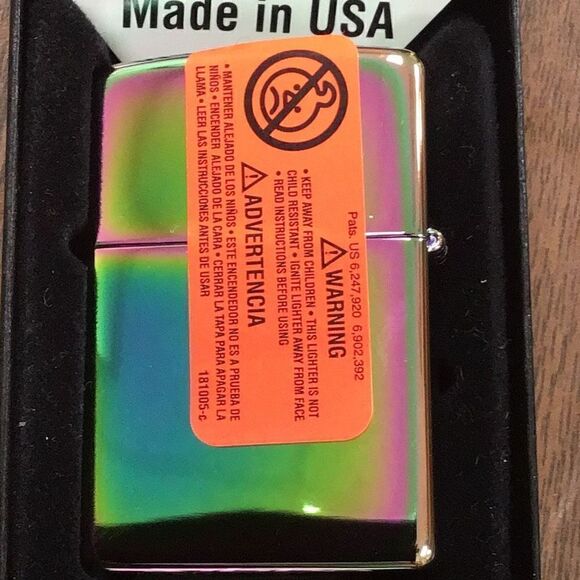 Made in USA
Pats. US 6,247,920 6,902,392
WARNING
• KEEP AWAY FROM CHILDREN • THIS LIGHTER IS NOT
CHILD RESISTANT • IGNITE LIGHTER AWAY FROM FACE
• READ INSTRUCTIONS BEFORE USING
ADVERTENCIA
• MANTENER ALEJADO DE LOS NIÑOS • ESTE ENCENDEDOR NO ES A PRUEBA DE
NIÑOS • ENCENDER ALEJADO DE LA CARA • CERRAR LA TAPA PARA APAGAR LA
LLAMA • LEER LAS INSTRUCCIONES ANTES DE USAR 181005-c